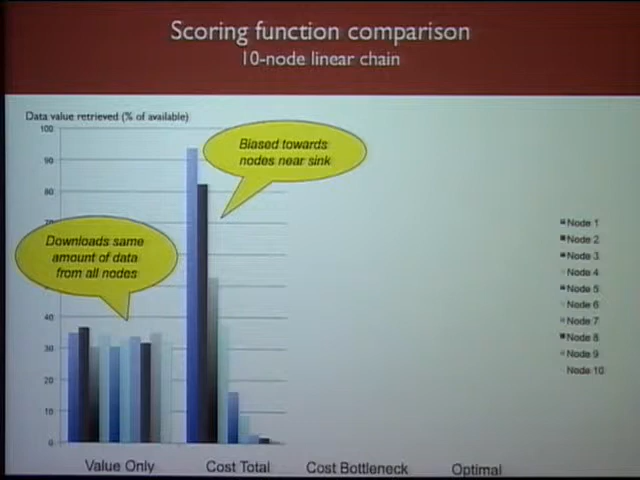 Scoring function comparison
10-node linear chain
Data value retrieved (% of available)
100
90
80
40
30
20
10
0
Biased towards
nodes near sink
Downloads same
amount of data
from all nodes
Node 1
Node 2
Node 3
Node 4
Node 5
Node 6
Node 7
Node 8
Node 9
Node 10
Value Only
Cost Total
Cost Bottleneck
Optimal